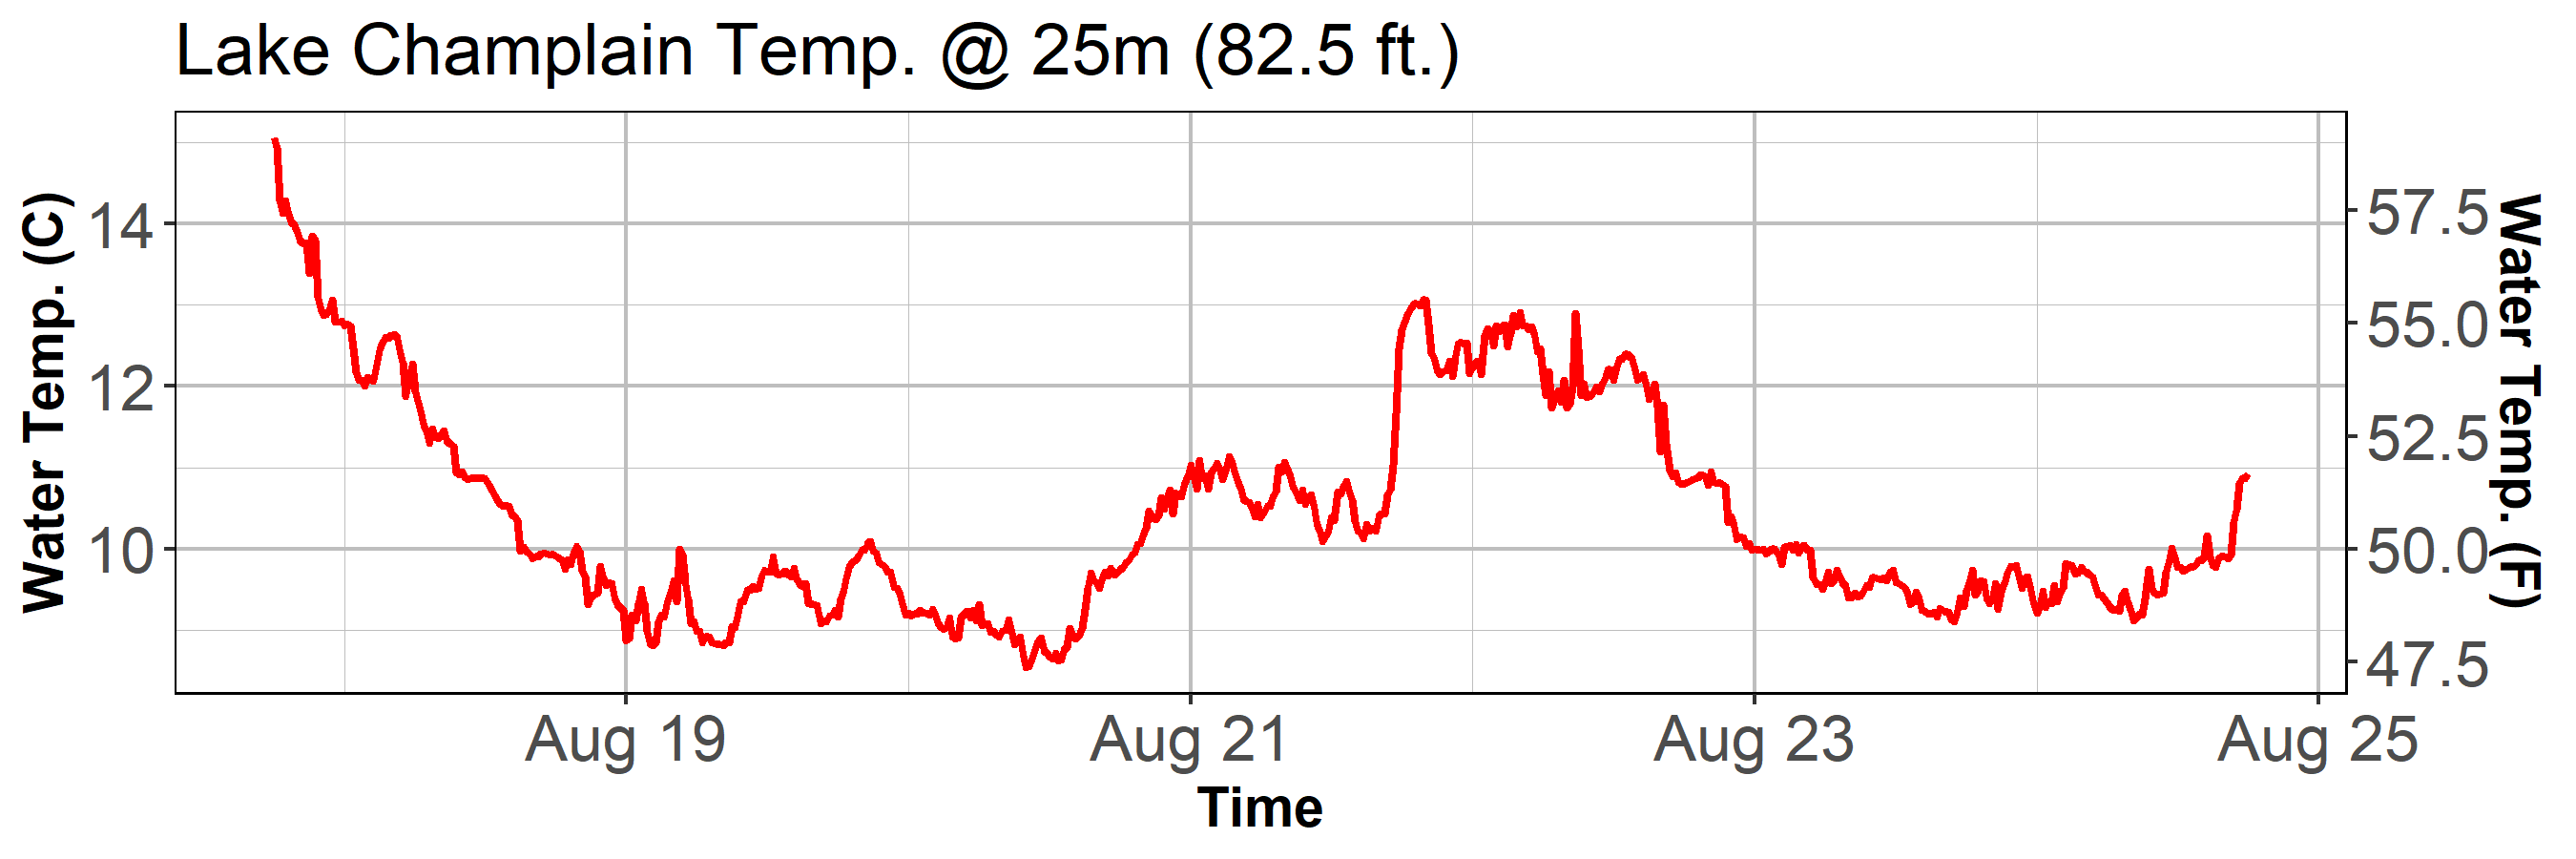 Lake Champlain Temp. @ 25m (82.5 ft.)
Water Temp. (C)
14
12
10
57.5
55.0
52.5
50.0
47.5
Water Temp. (F)
Aug 19
Aug 21
Aug 23
Aug 25
Time